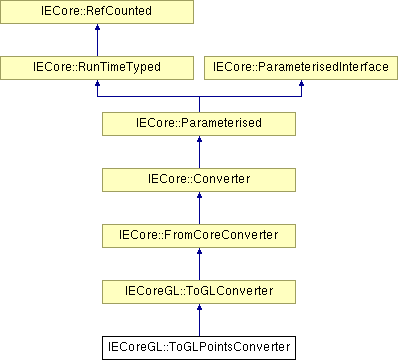 IECore::RefCounted
IECore::RunTimeTyped
IECore::ParameterisedInterface
IECore::Parameterised
IECore::Converter
IECore::FromCoreConverter
IECoreGL::ToGLConverter
IECoreGL::ToGLPointsConverter